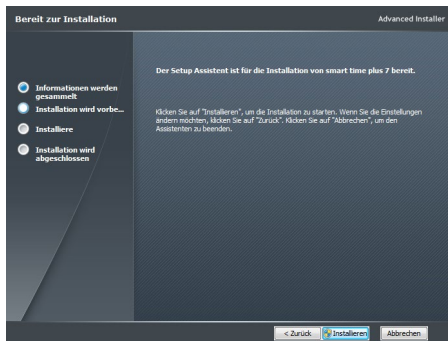 Bereit zur Installation
Advanced Installer
Informationen werden
gesammelt
Installation wird vorbe...
Installiere
Installation wird
abgeschlossen
Der Setup Assistent ist für die Installation von smart time plus 7 bereit.
Klicken Sie auf "Installieren", um die Installation zu starten. Wenn Sie die Einstellungen
ändern möchten, klicken Sie auf "Zurück". Klicken Sie auf "Abbrechen", um den
Assistenten zu beenden.
< Zurück
Installieren
Abbrechen